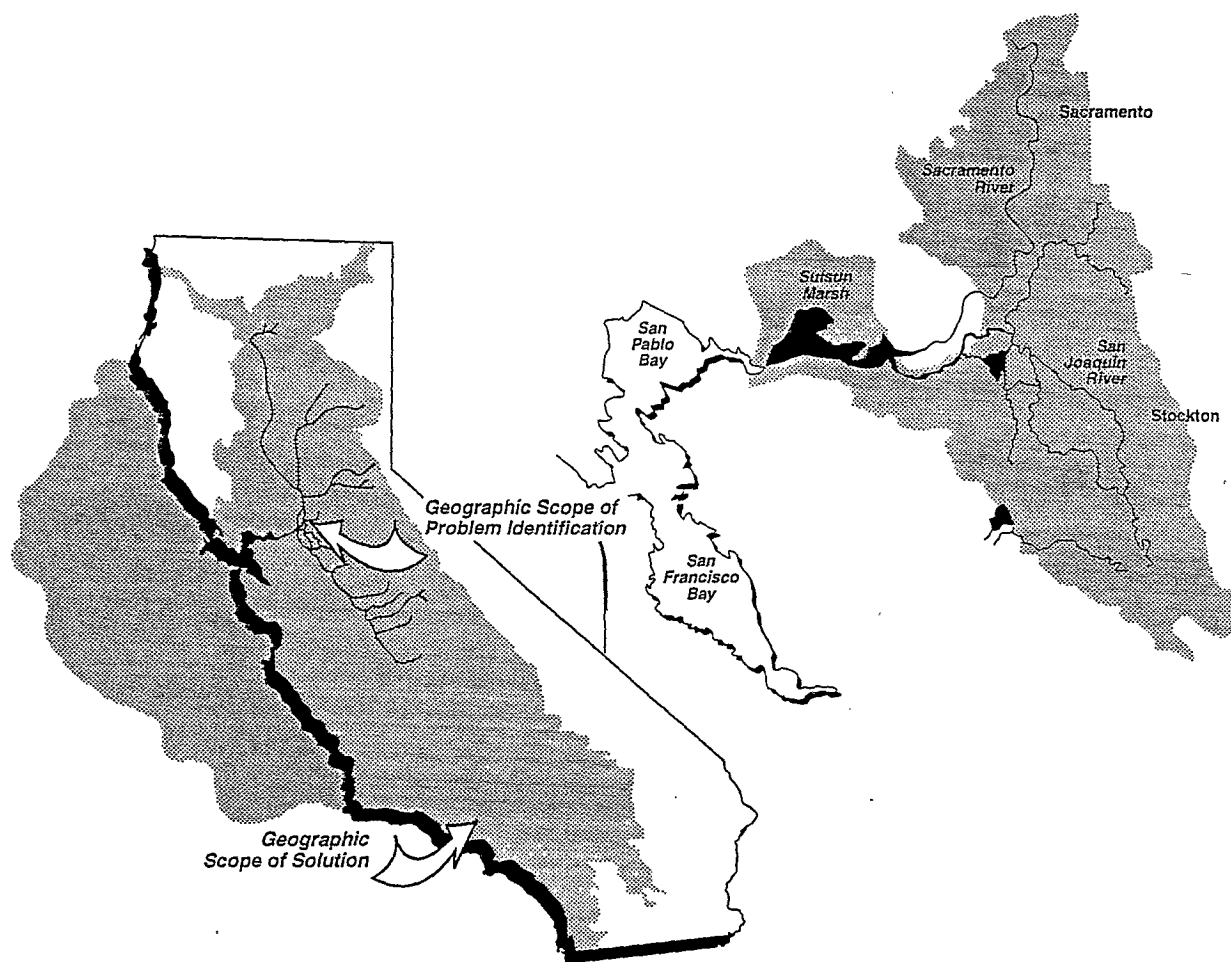 Sacramento
Sacramento
River
Suisun
Marsh
San
Pablo
Bay
San
Joaquin
River
Stockton
Geographic Scope of
Problem Identification
San
Francisco
Bay
Geographic
Scope of Solution